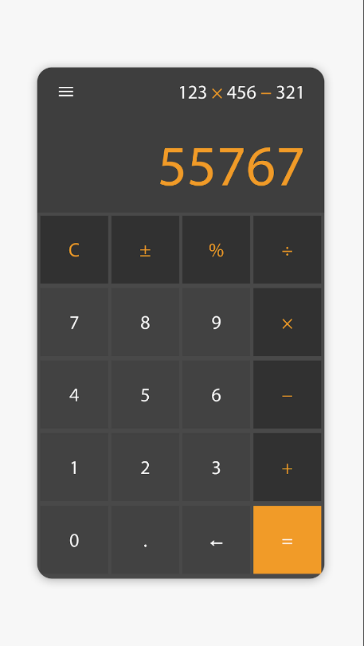 123 × 456 − 321
55767
C ± % ÷
7 8 9 ×
4 5 6 −
1 2 3 +
0 . ← =